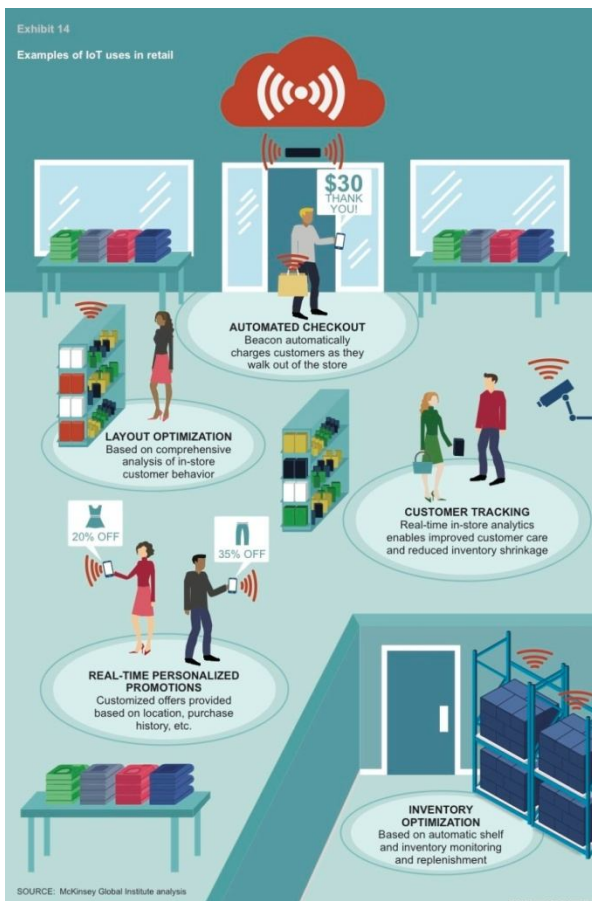 Exhibit 14
Examples of IoT uses in retail
$30
THANK
YOU!
AUTOMATED CHECKOUT
Beacon automatically
charges customers as they
walk out of the store
LAYOUT OPTIMIZATION
Based on comprehensive
analysis of in-store
customer behavior
CUSTOMER TRACKING
Real-time in-store analytics
enables improved customer care
and reduced inventory shrinkage
20% OFF
35% OFF
REAL-TIME PERSONALIZED
PROMOTIONS
Customized offers provided
based on location, purchase
history, etc.
INVENTORY
OPTIMIZATION
Based on automatic shelf
and inventory monitoring
and replenishment
SOURCE: McKinsey Global Institute analysis